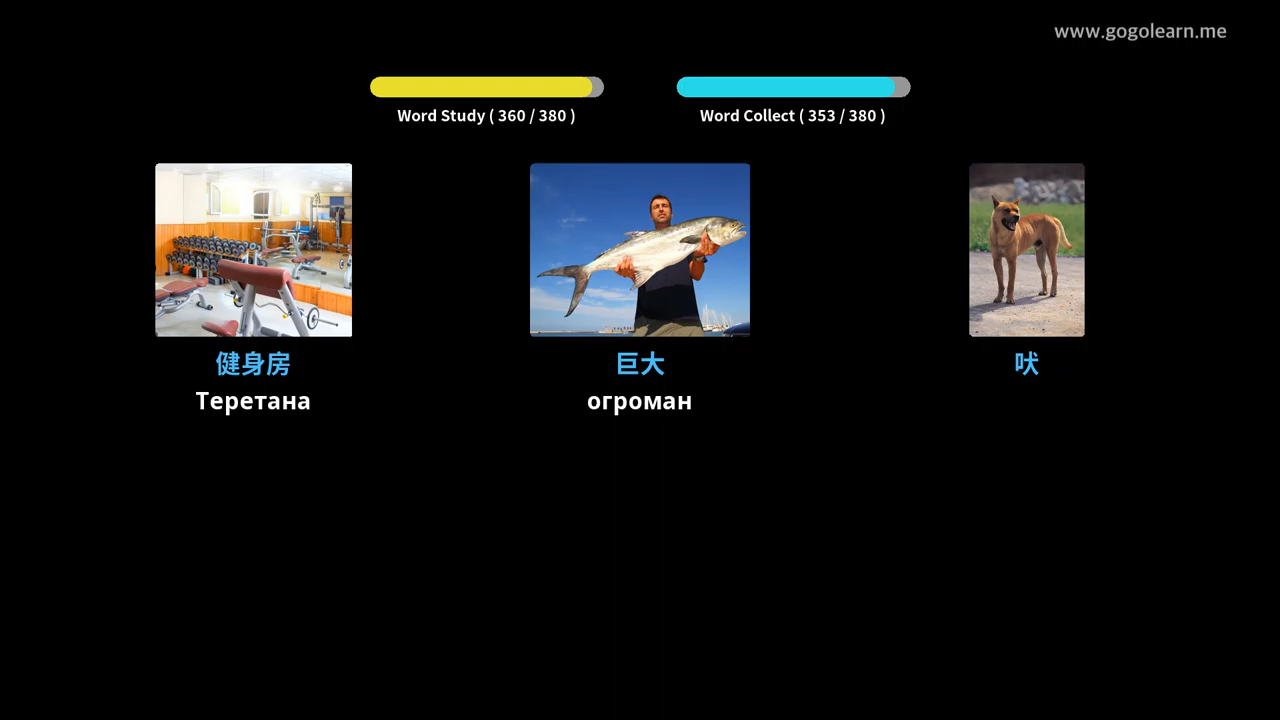 www.gogolearn.me
Word Study ( 360 / 380 )
Word Collect ( 353 / 380 )
健身房
巨大
吠
Теретана
огроман